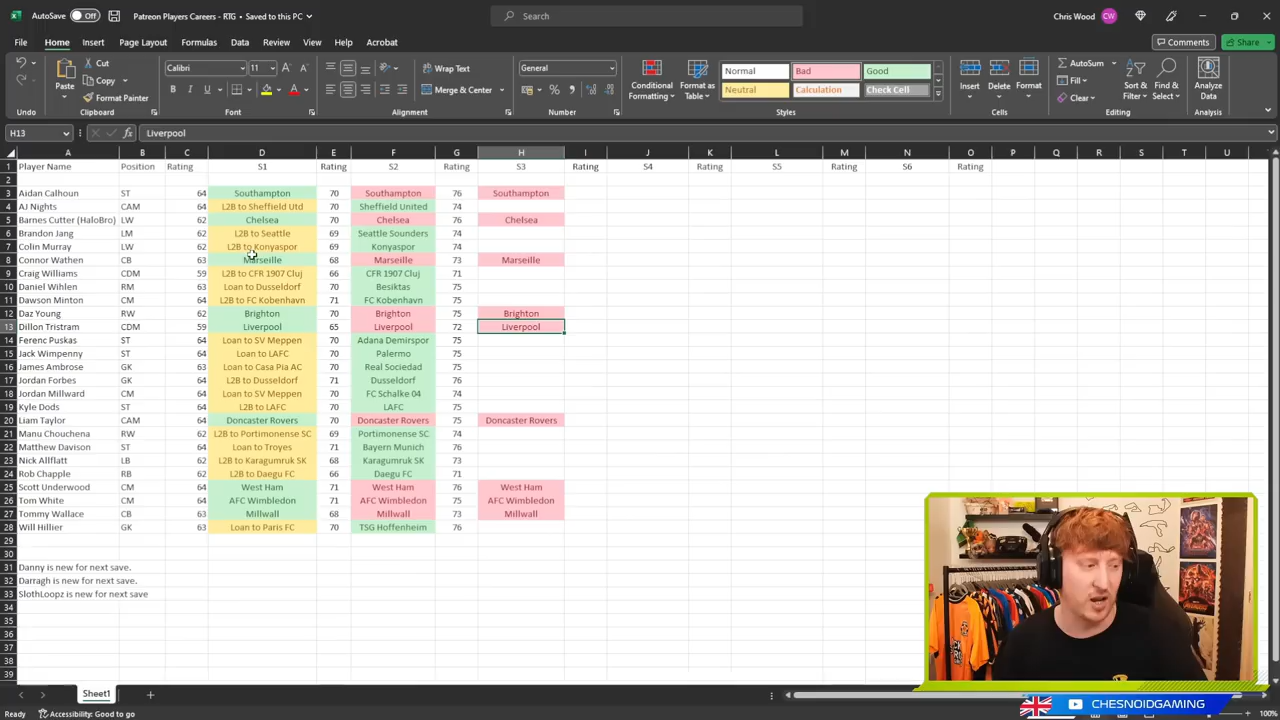 AutoSave Off Patreon Players Careers - RTG • Saved to this PC Search Chris Wood CW
File Home Insert Page Layout Formulas Data Review View Help Acrobat Comments Share
Paste Cut Copy Format Painter Calibri 11 Wrap Text General Conditional Formatting Format as Table Normal Bad Good Insert Delete Format AutoSum Sort & Filter Find & Select Analyze Data
B I U Merge & Center Neutral Calculation Check Cell Fill Clear
Undo Clipboard Font Alignment Number Styles Cells Editing Analysis
H13 fx Liverpool
A B C D E F G H I J K L M N O P Q R S T U
1 Player Name Position Rating S1 Rating S2 Rating S3 Rating S4 Rating S5 Rating S6 Rating
2
3 Aidan Calhoun ST 64 Southampton 70 Southampton 76 Southampton
4 AJ Nights CAM 64 L2B to Sheffield Utd 70 Sheffield United 74
5 Barnes Cutter (HaloBro) LW 62 Chelsea 70 Chelsea 76 Chelsea
6 Brandon Jang LM 62 L2B to Seattle 69 Seattle Sounders 74
7 Colin Murray LW 62 L2B to Konyaspor 69 Konyaspor 74
8 Connor Wathen CB 63 Marseille 68 Marseille 73 Marseille
9 Craig Williams CDM 59 L2B to CFR 1907 Cluj 66 CFR 1907 Cluj 71
10 Daniel Wihlen RM 63 Loan to Dusseldorf 70 Besiktas 75
11 Dawson Minton CM 64 L2B to FC Kobenhavn 71 FC Kobenhavn 75
12 Daz Young RW 62 Brighton 70 Brighton 75 Brighton
13 Dillon Tristram CDM 59 Liverpool 65 Liverpool 72 Liverpool
14 Ferenc Puskas ST 64 Loan to SV Meppen 70 Adana Demirspor 75
15 Jack Wimpenny ST 64 Loan to LAFC 70 Palermo 75
16 James Ambrose GK 63 Loan to Casa Pia AC 70 Real Sociedad 75
17 Jordan Forbes GK 64 L2B to Dusseldorf 71 Dusseldorf 76
18 Jordan Millward CM 64 Loan to SV Meppen 70 FC Schalke 04 75
19 Kyle Dods ST 64 L2B to LAFC 70 LAFC 75
20 Liam Taylor CAM 64 Doncaster Rovers 70 Doncaster Rovers 75 Doncaster Rovers
21 Manu Chouchena RW 62 L2B to Portimonense SC 69 Portimonense SC 74
22 Matthew Davison ST 64 Loan to Troyes 71 Bayern Munich 76
23 Nick Allflatt LB 62 L2B to Karagumruk SK 68 Karagumruk SK 73
24 Rob Chapple RB 62 L2B to Daegu FC 66 Daegu FC 71
25 Scott Underwood CM 64 West Ham 71 West Ham 76 West Ham
26 Tom White CM 64 AFC Wimbledon 71 AFC Wimbledon 75 AFC Wimbledon
27 Tommy Wallace CB 63 Millwall 68 Millwall 73 Millwall
28 Will Hillier GK 63 Loan to Paris FC 70 TSG Hoffenheim 76
29
30
31 Danny is new for next save.
32 Darragh is new for next save.
33 SlothLoopz is new for next save
34
35
36
37
38
39
Sheet1
Ready Accessibility: Good to go 100%
CHESNOIDGAMING